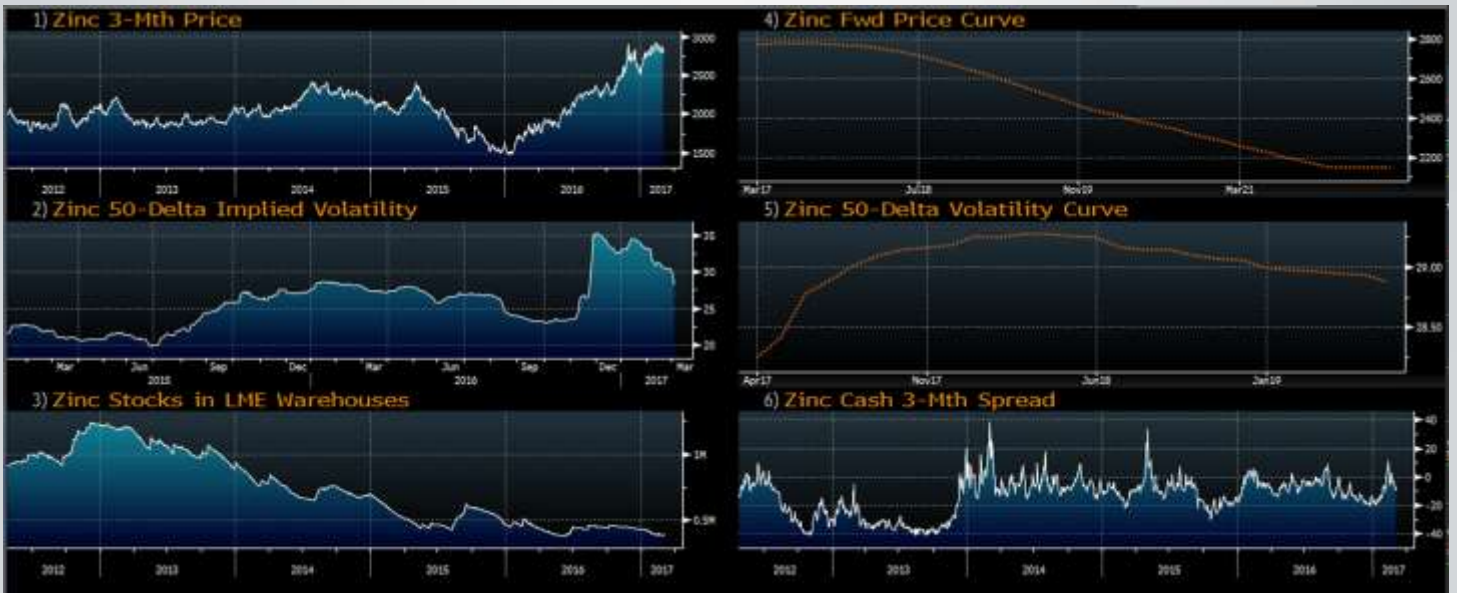 1) Zinc 3-Mth Price
3000
2500
2000
1500
2012 2013 2014 2015 2016 2017
2) Zinc 50-Delta Implied Volatility
35
30
25
20
Mar Jun Sep Dec Mar Jun Sep Dec Mar
2015 2016 2017
3) Zinc Stocks in LME Warehouses
1M
0.5M
2012 2013 2014 2015 2016 2017
4) Zinc Fwd Price Curve
2800
2600
2400
2200
Mar17 Jul18 Nov19 Mar21
5) Zinc 50-Delta Volatility Curve
29.00
28.50
Apr17 Nov17 Jun18 Jan19
6) Zinc Cash 3-Mth Spread
40
20
0
-20
-40
2012 2013 2014 2015 2016 2017